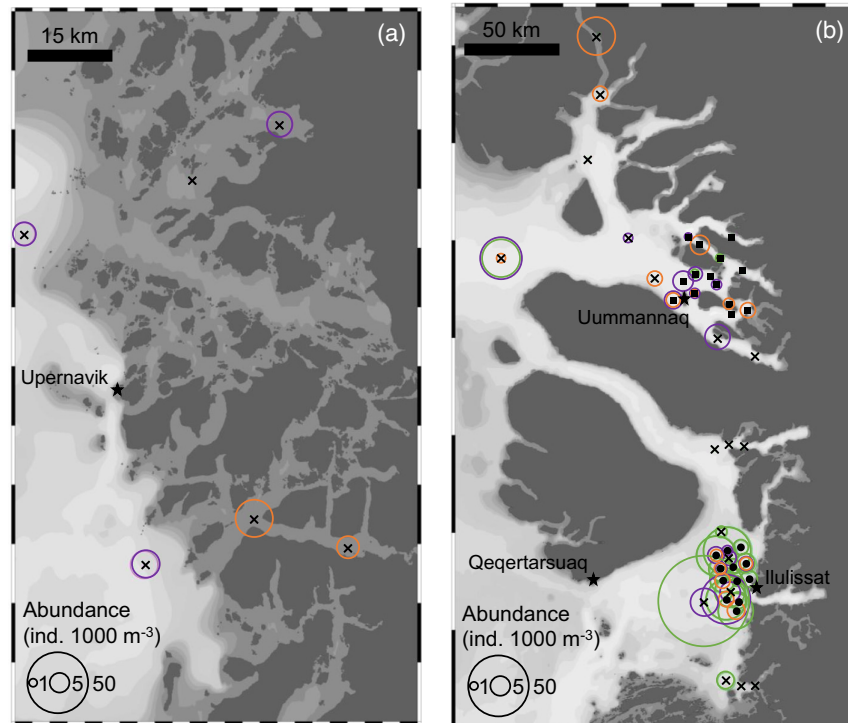 15 km
(a)
Upernavik
Abundance
(ind. 1000 m-3)
1 5 50
50 km
(b)
Uummannaq
Qeqertarsuaq
Ilulissat
Abundance
(ind. 1000 m-3)
1 5 50